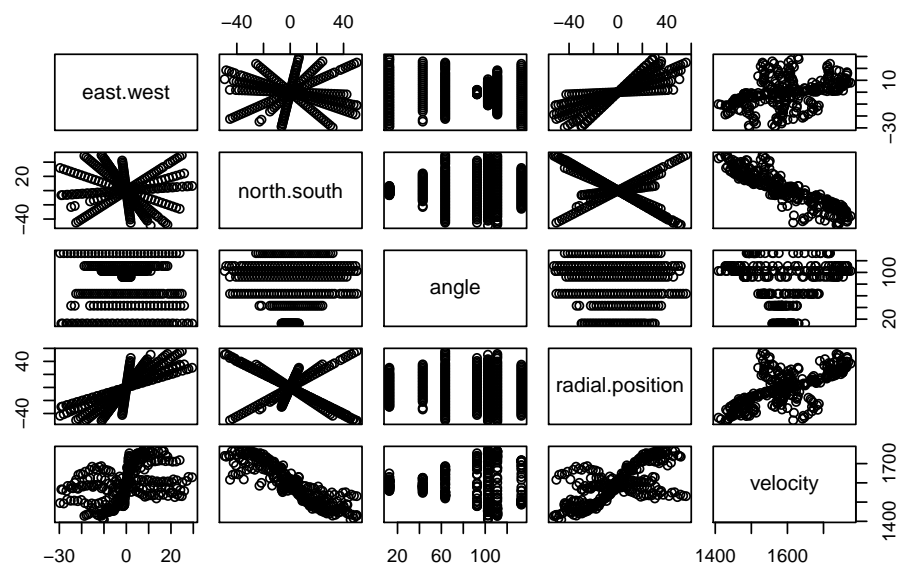 −40 0 40 −40 0 40
east.west
−30 10
−40 20
north.south
angle
20 100
−40 40
radial.position
velocity
1400 1700
−30 0 20 20 60 100 1400 1600